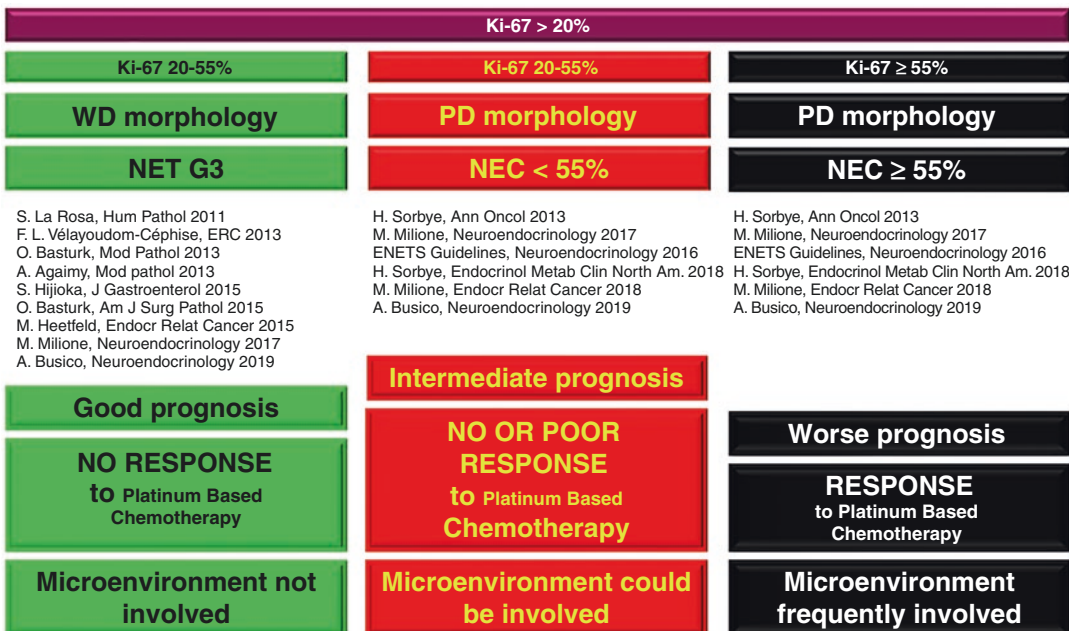 Ki-67 > 20%
Ki-67 20-55%
WD morphology
NET G3
S. La Rosa, Hum Pathol 2011
F. L. Vélayoudom-Céphise, ERC 2013
O. Basturk, Mod Pathol 2013
A. Agaimy, Mod pathol 2013
S. Hijioka, J Gastroenterol 2015
O. Basturk, Am J Surg Pathol 2015
M. Heetfeld, Endocr Relat Cancer 2015
M. Milione, Neuroendocrinology 2017
A. Busico, Neuroendocrinology 2019
Good prognosis
NO RESPONSE
to Platinum Based
Chemotherapy
Microenvironment not
involved
Ki-67 20-55%
PD morphology
NEC < 55%
H. Sorbye, Ann Oncol 2013
M. Milione, Neuroendocrinology 2017
ENETS Guidelines, Neuroendocrinology 2016
H. Sorbye, Endocrinol Metab Clin North Am. 2018
M. Milione, Endocr Relat Cancer 2018
A. Busico, Neuroendocrinology 2019
Intermediate prognosis
NO OR POOR
RESPONSE
to Platinum Based
Chemotherapy
Microenvironment could
be involved
Ki-67 ≥ 55%
PD morphology
NEC ≥ 55%
H. Sorbye, Ann Oncol 2013
M. Milione, Neuroendocrinology 2017
ENETS Guidelines, Neuroendocrinology 2016
H. Sorbye, Endocrinol Metab Clin North Am. 2018
M. Milione, Endocr Relat Cancer 2018
A. Busico, Neuroendocrinology 2019
Worse prognosis
RESPONSE
to Platinum Based
Chemotherapy
Microenvironment
frequently involved